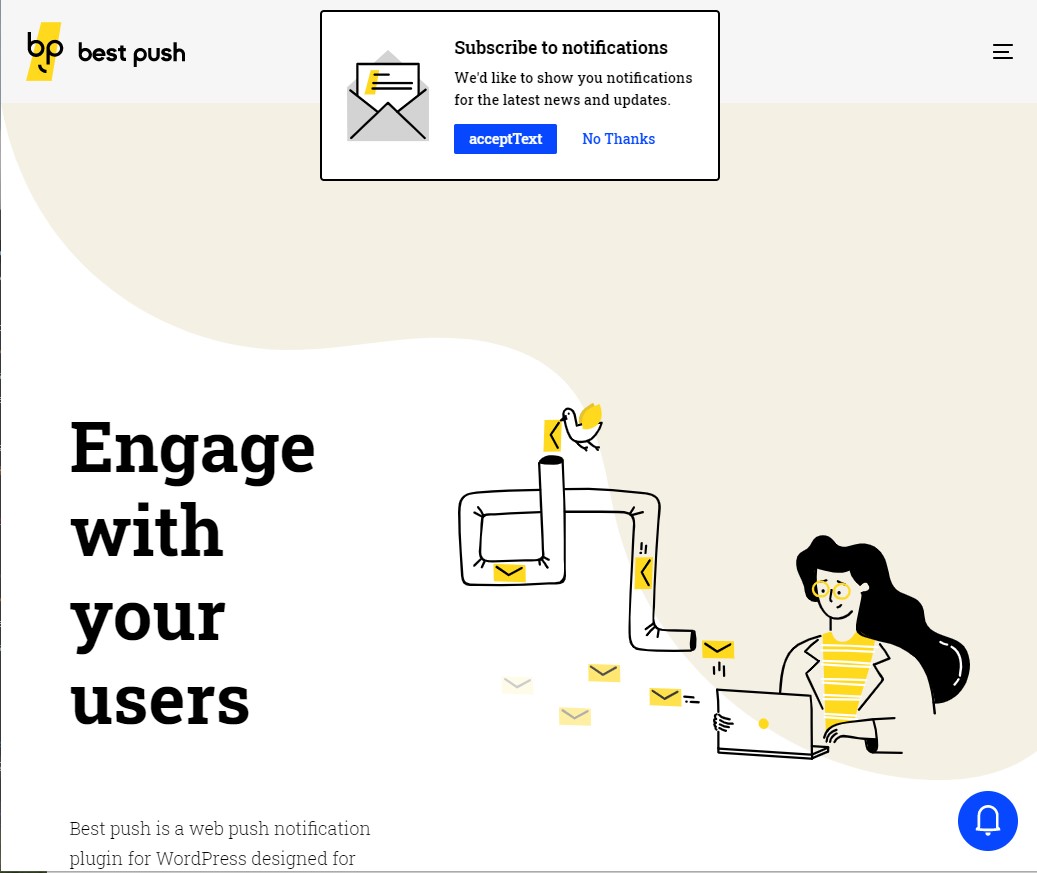 bp best push
Subscribe to notifications
We'd like to show you notifications
for the latest news and updates.
acceptText No Thanks
Engage
with
your
users
Best push is a web push notification
plugin for WordPress designed for